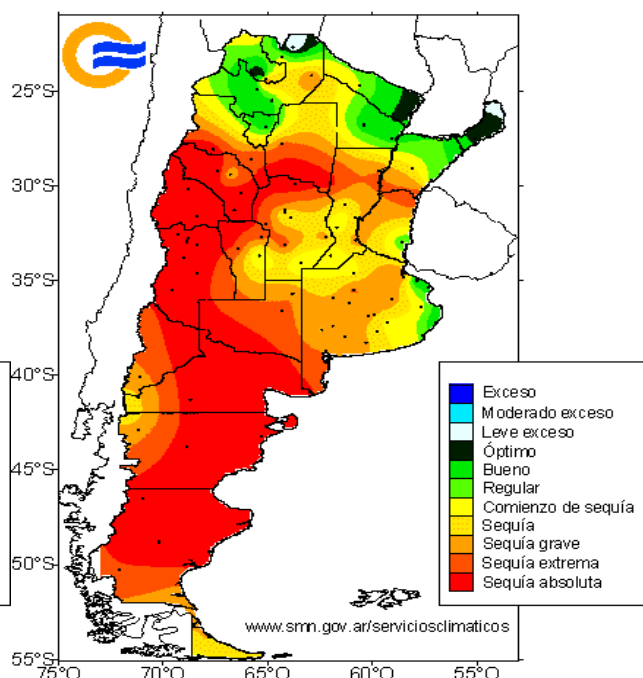 25°S
30°S
35°S
40°S
45°S
50°S
55°S
75°O
70°O
65°O
60°O
55°O
Exceso
Moderado exceso
Leve exceso
Óptimo
Bueno
Regular
Comienzo de sequía
Sequía
Sequía grave
Sequía extrema
Sequía absoluta
www.smn.gov.ar/serviciosclimaticos